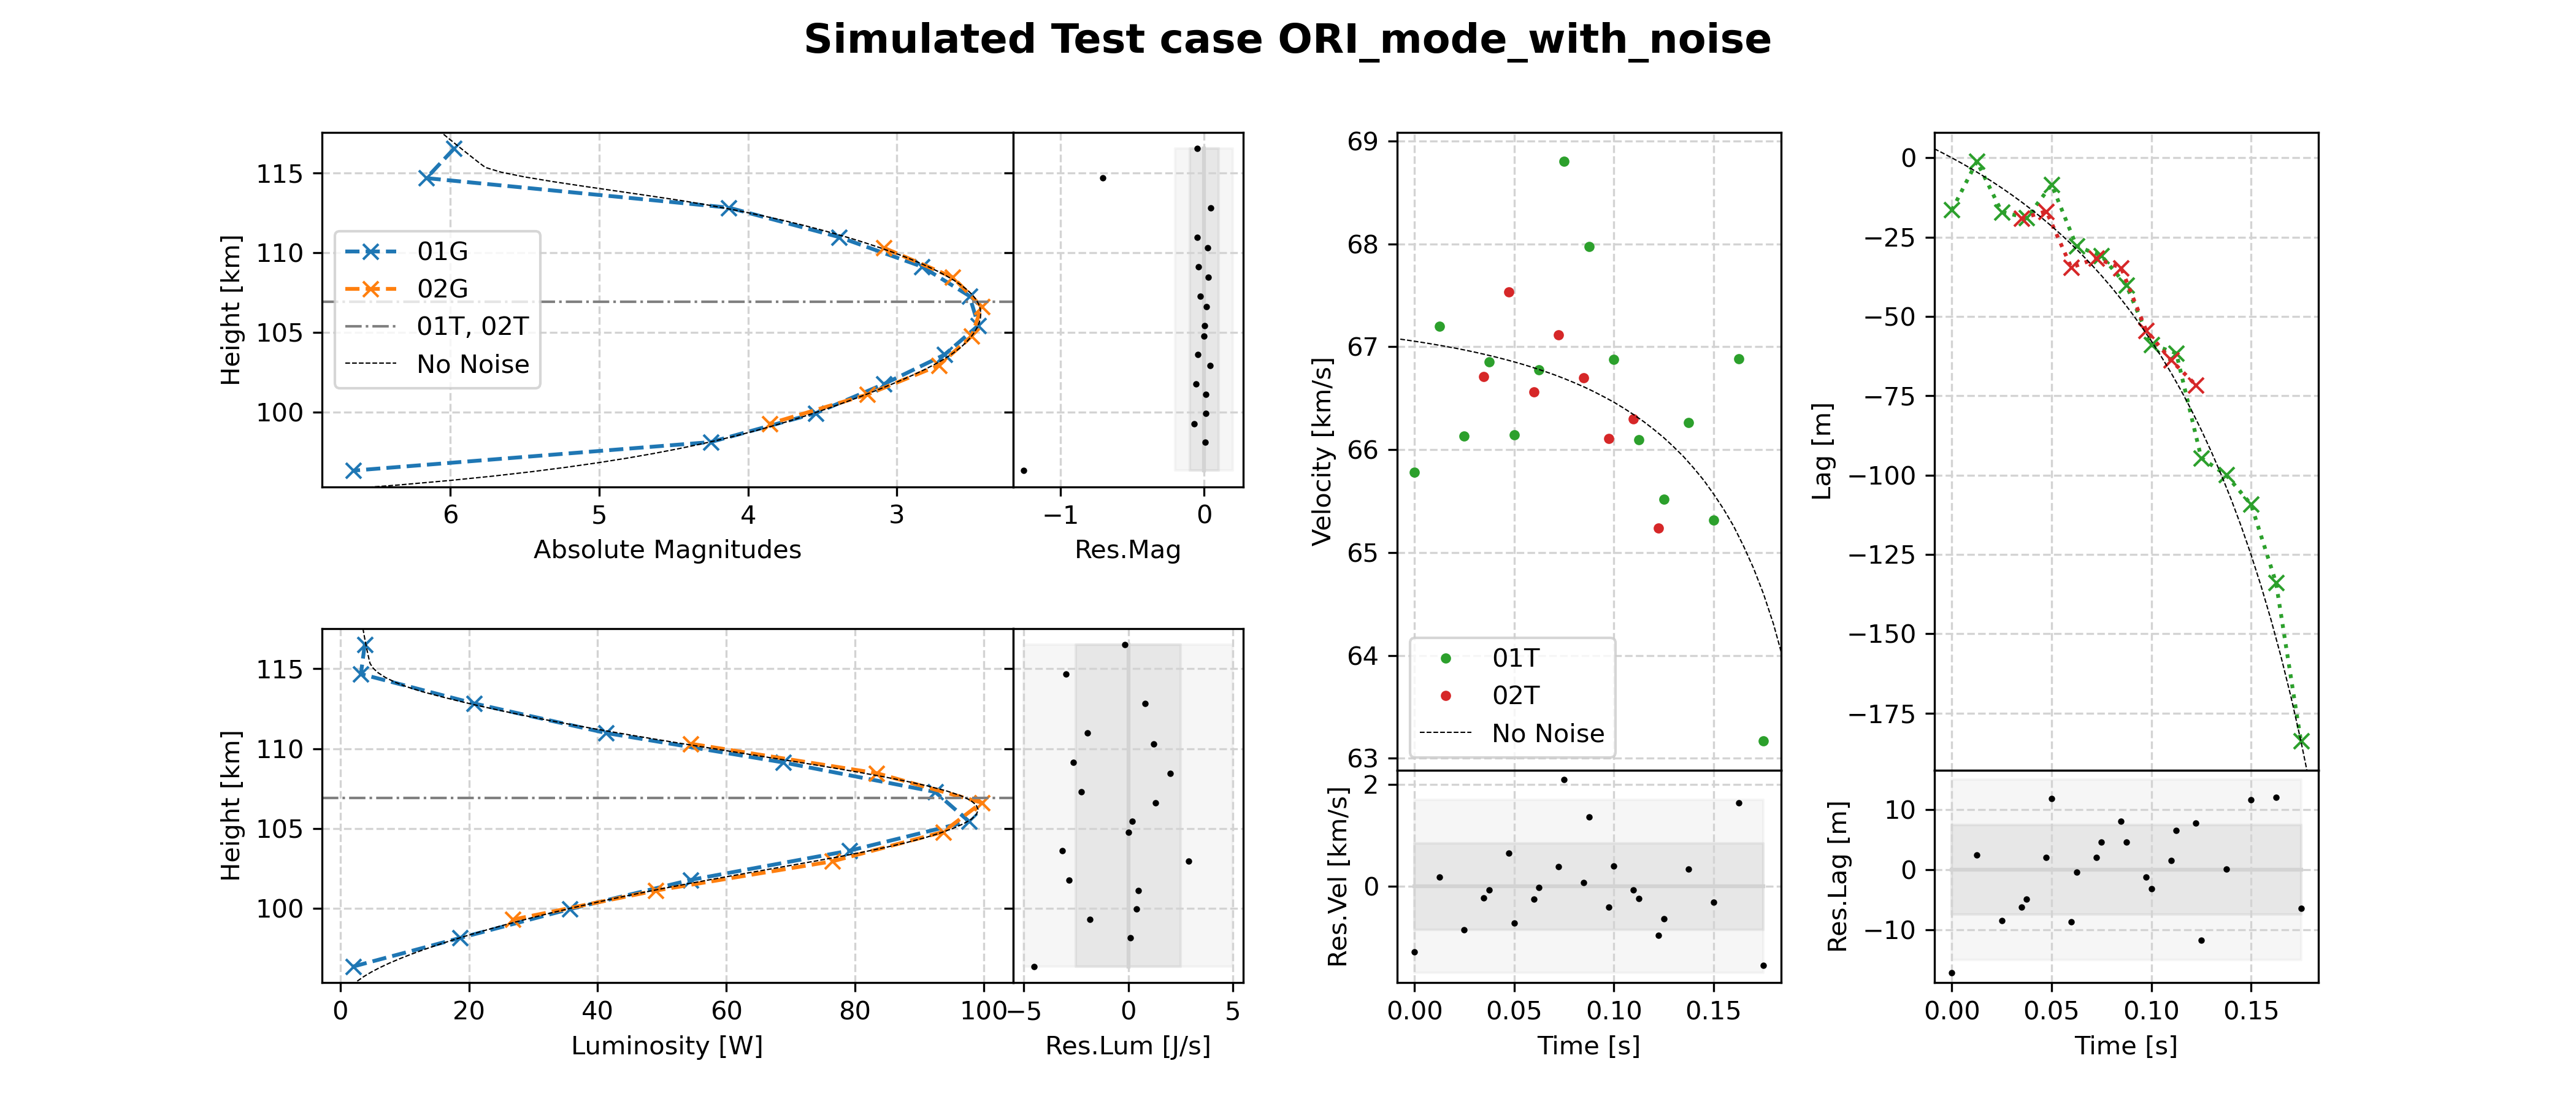 Simulated Test case ORI_mode_with_noise
Height [km]
115
110
105
100
01G
02G
01T, 02T
No Noise
6 5 4 3
Absolute Magnitudes
−1 0
Res.Mag
Height [km]
115
110
105
100
0 20 40 60 80 100
Luminosity [W]
−5 0 5
Res.Lum [J/s]
Velocity [km/s]
69
68
67
66
65
64
63
01T
02T
No Noise
Res.Vel [km/s]
2
0
0.00 0.05 0.10 0.15
Time [s]
Lag [m]
0
−25
−50
−75
−100
−125
−150
−175
Res.Lag [m]
10
0
−10
0.00 0.05 0.10 0.15
Time [s]